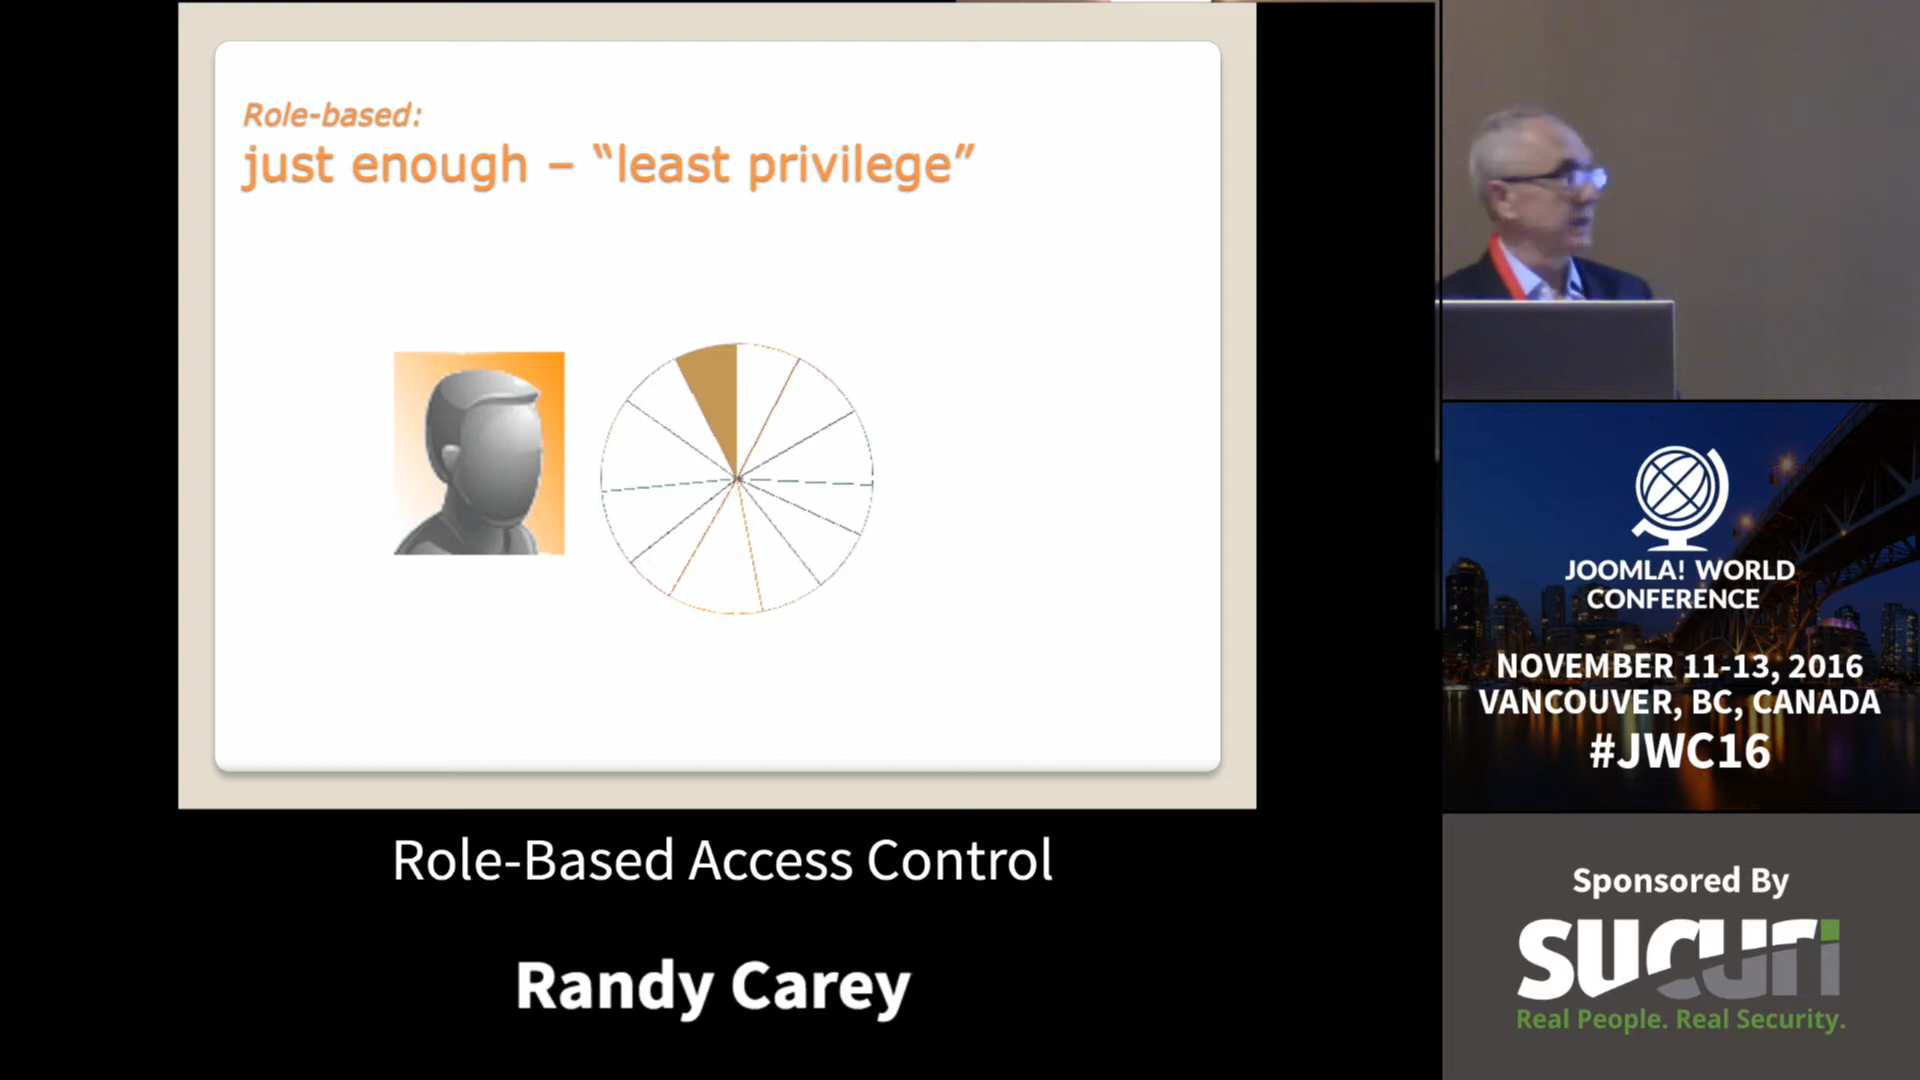 Role-based:
just enough – “least privilege”
Role-Based Access Control
Randy Carey
JOOMLA! WORLD
CONFERENCE
NOVEMBER 11-13, 2016
VANCOUVER, BC, CANADA
#JWC16
Sponsored By
SUCURI
Real People. Real Security.